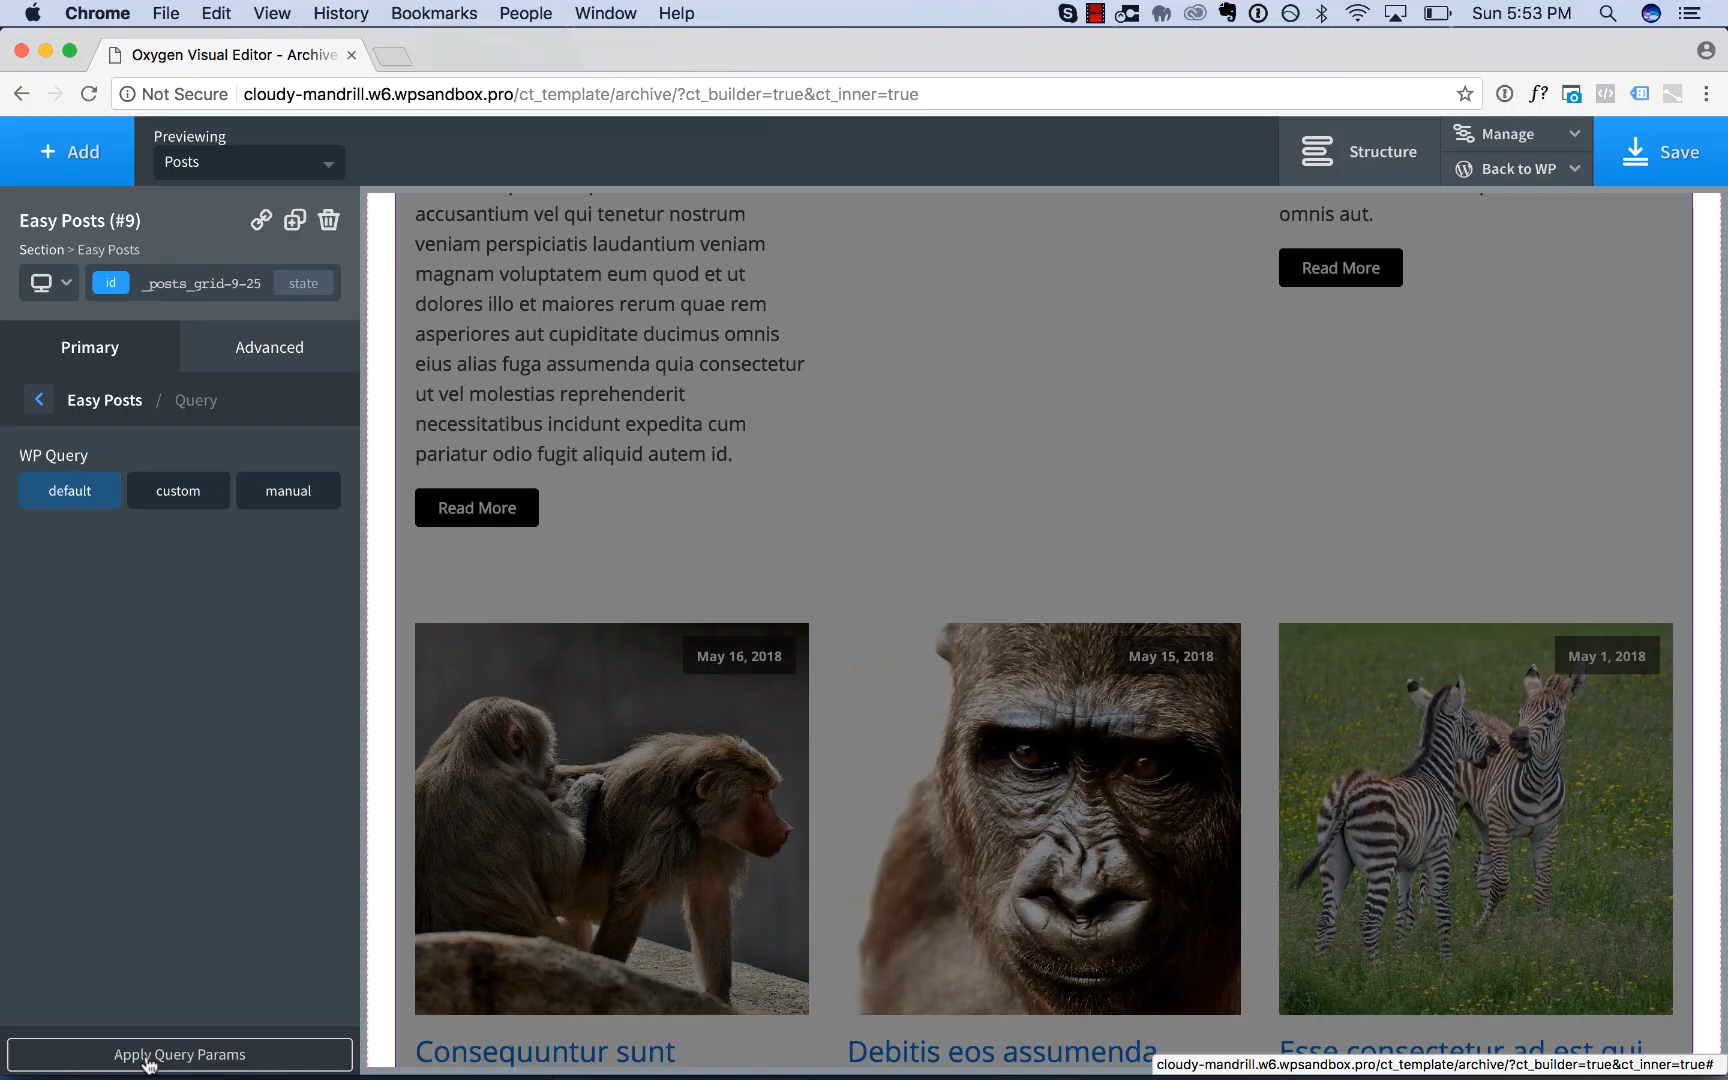 Chrome File Edit View History Bookmarks People Window Help Sun 5:53 PM
Oxygen Visual Editor - Archive
Not Secure cloudy-mandrill.w6.wpsandbox.pro/ct_template/archive/?ct_builder=true&ct_inner=true
+ Add
Previewing
Posts
Structure
Manage
Back to WP
Save
Easy Posts (#9)
Section > Easy Posts
id _posts_grid-9-25 state
Primary Advanced
Easy Posts / Query
WP Query
default custom manual
Apply Query Params
accusantium vel qui tenetur nostrum
veniam perspiciatis laudantium veniam
magnam voluptatem eum quod et ut
dolores illo et maiores rerum quae rem
asperiores aut cupiditate ducimus omnis
eius alias fuga assumenda quia consectetur
ut vel molestias reprehenderit
necessitatibus incidunt expedita cum
pariatur odio fugit aliquid autem id.
Read More
omnis aut.
Read More
May 16, 2018
May 15, 2018
May 1, 2018
Consequuntur sunt
Debitis eos assumenda
Esse consectetur ad est qui
cloudy-mandrill.w6.wpsandbox.pro/ct_template/archive/?ct_builder=true&ct_inner=true#